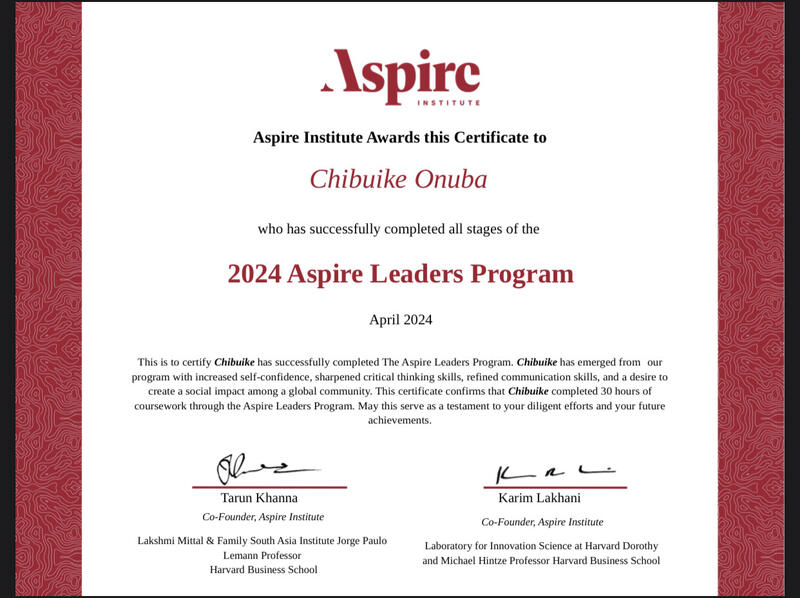 Aspire
INSTITUTE
Aspire Institute Awards this Certificate to
Chibuike Onuba
who has successfully completed all stages of the
2024 Aspire Leaders Program
April 2024
This is to certify Chibuike has successfully completed The Aspire Leaders Program. Chibuike has emerged from our
program with increased self-confidence, sharpened critical thinking skills, refined communication skills, and a desire to
create a social impact among a global community. This certificate confirms that Chibuike completed 30 hours of
coursework through the Aspire Leaders Program. May this serve as a testament to your diligent efforts and your future
achievements.
Tarun Khanna
Co-Founder, Aspire Institute
Lakshmi Mittal & Family South Asia Institute Jorge Paulo
Lemann Professor
Harvard Business School
Karim Lakhani
Co-Founder, Aspire Institute
Laboratory for Innovation Science at Harvard Dorothy
and Michael Hintze Professor Harvard Business School